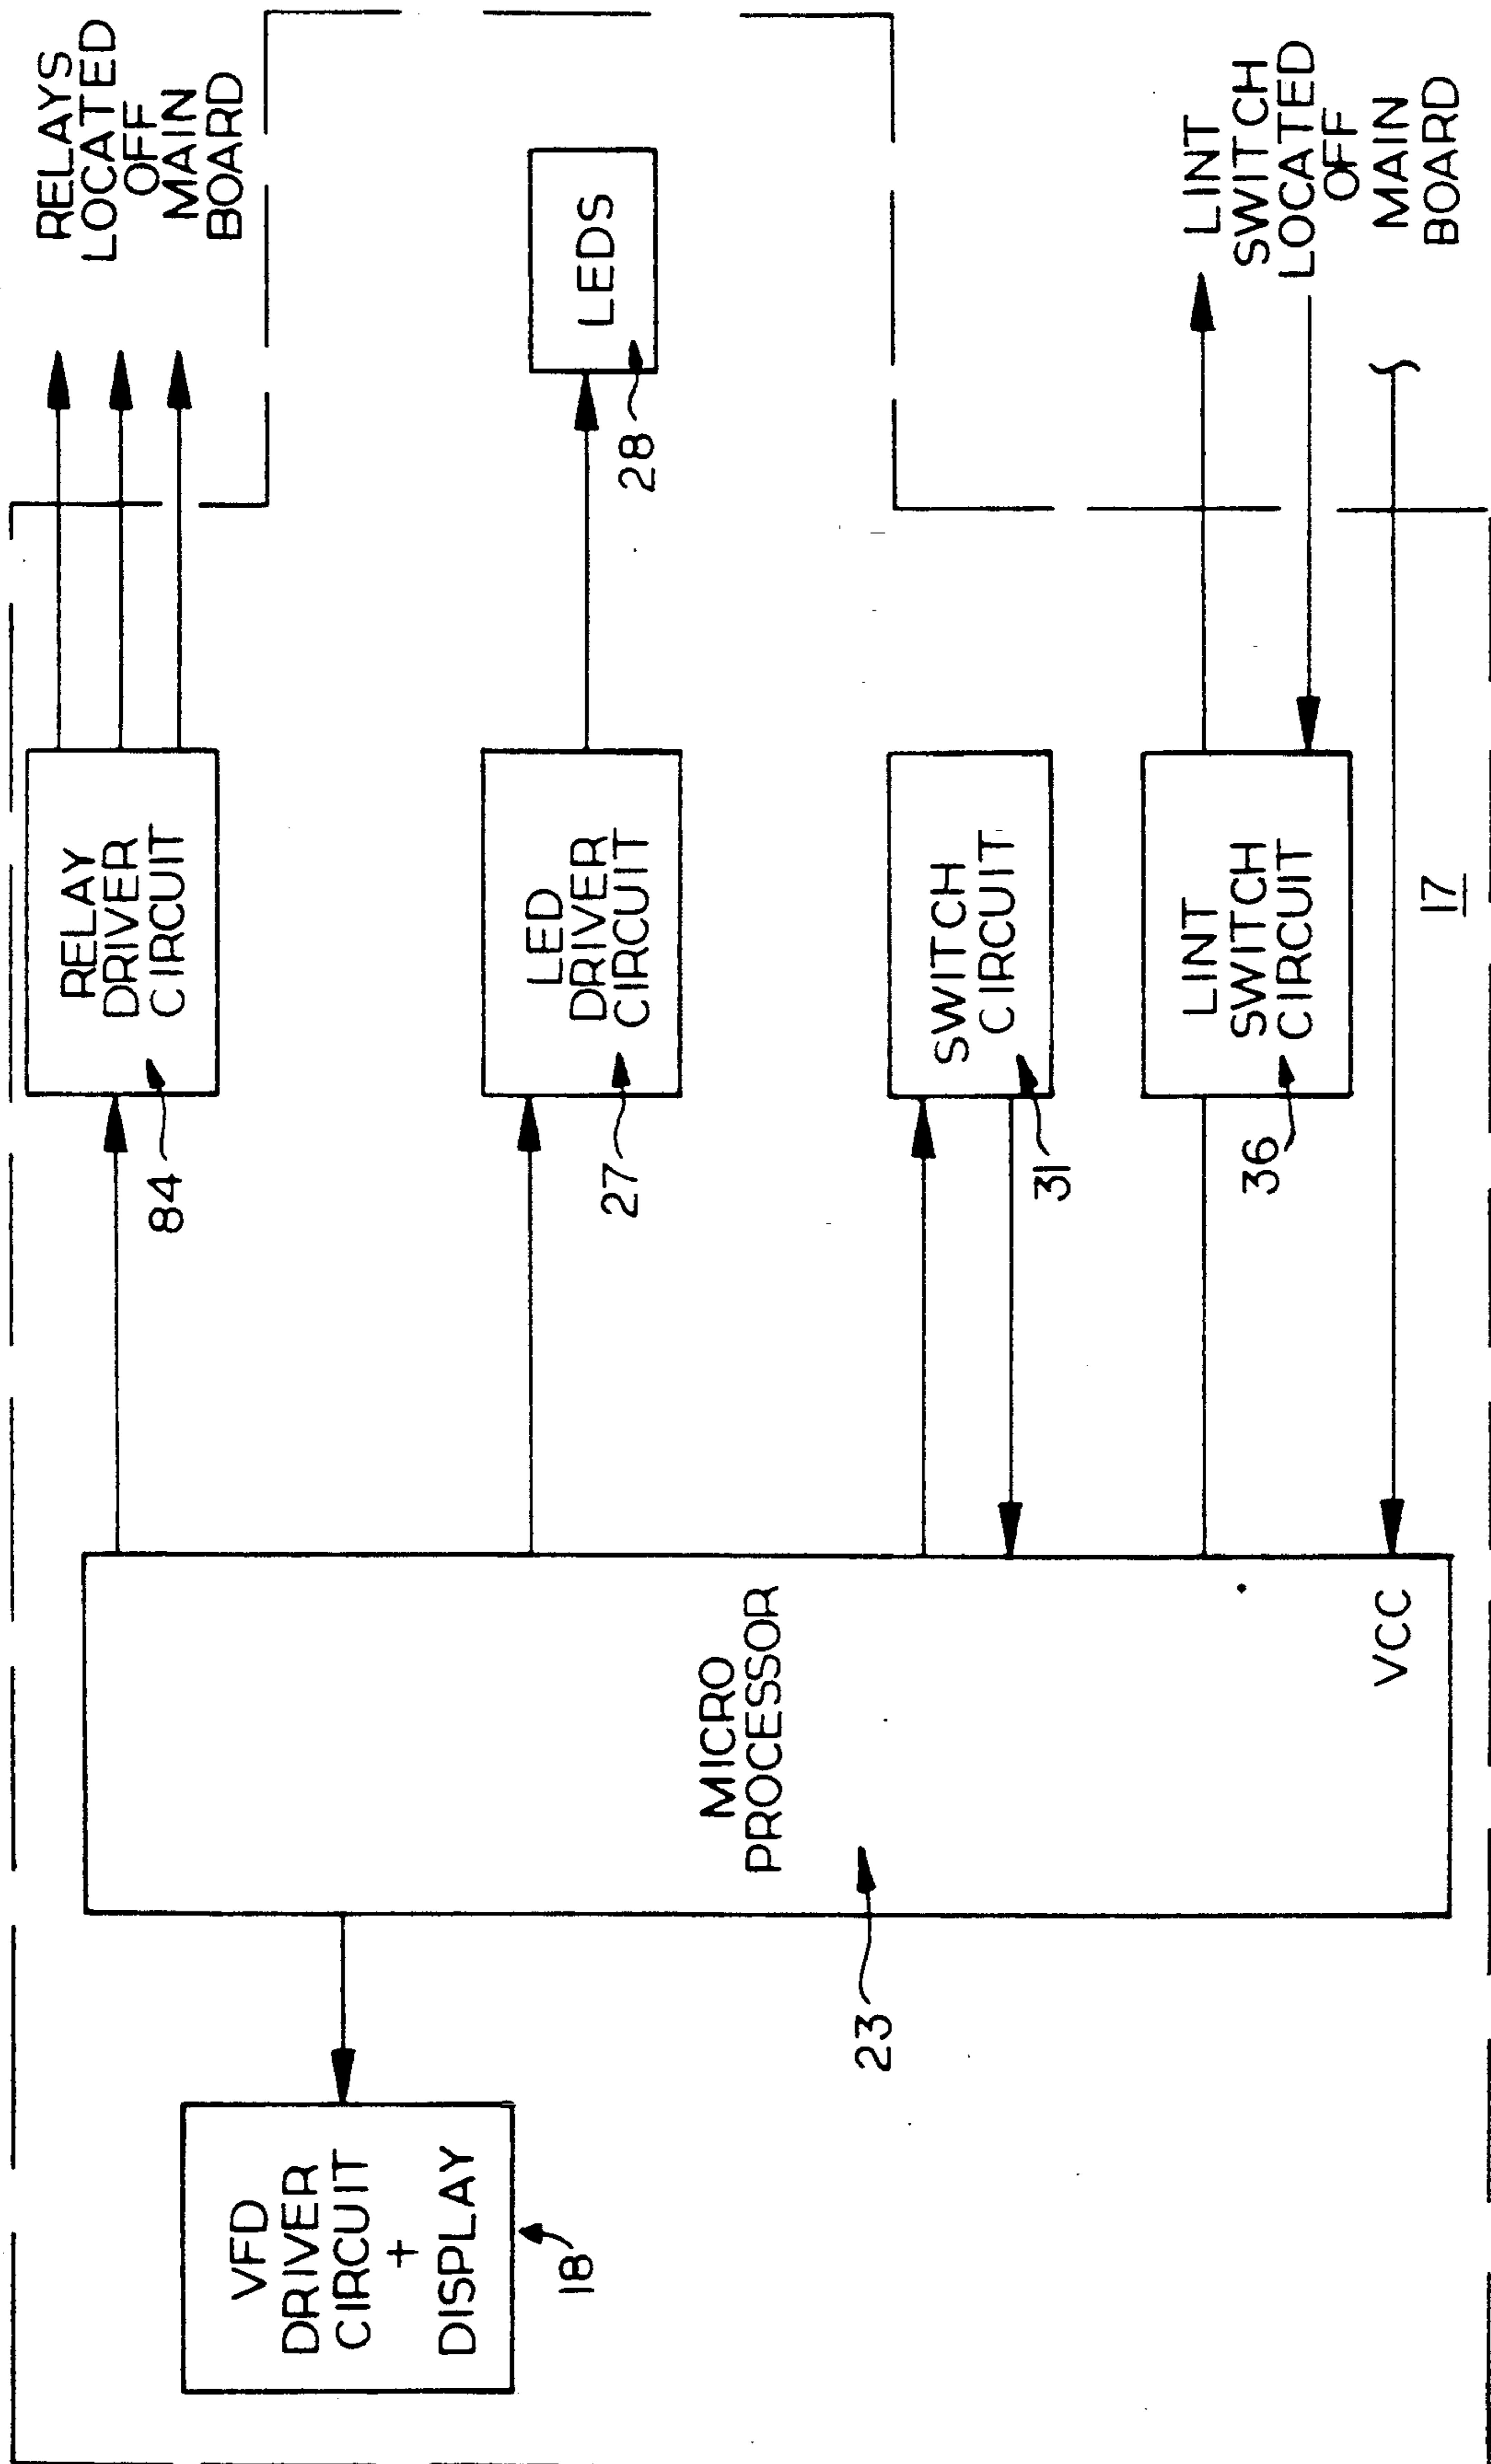 RELAYS
LOCATED
OFF
MAIN
BOARD
RELAY
DRIVER
CIRCUIT
84
LEDS
28
LED
DRIVER
CIRCUIT
27
SWITCH
CIRCUIT
31
LINT
SWITCH
LOCATED
OFF
MAIN
BOARD
LINT
SWITCH
CIRCUIT
36
17
MICRO
PROCESSOR
VCC
23
VFD
DRIVER
CIRCUIT
+
DISPLAY
18